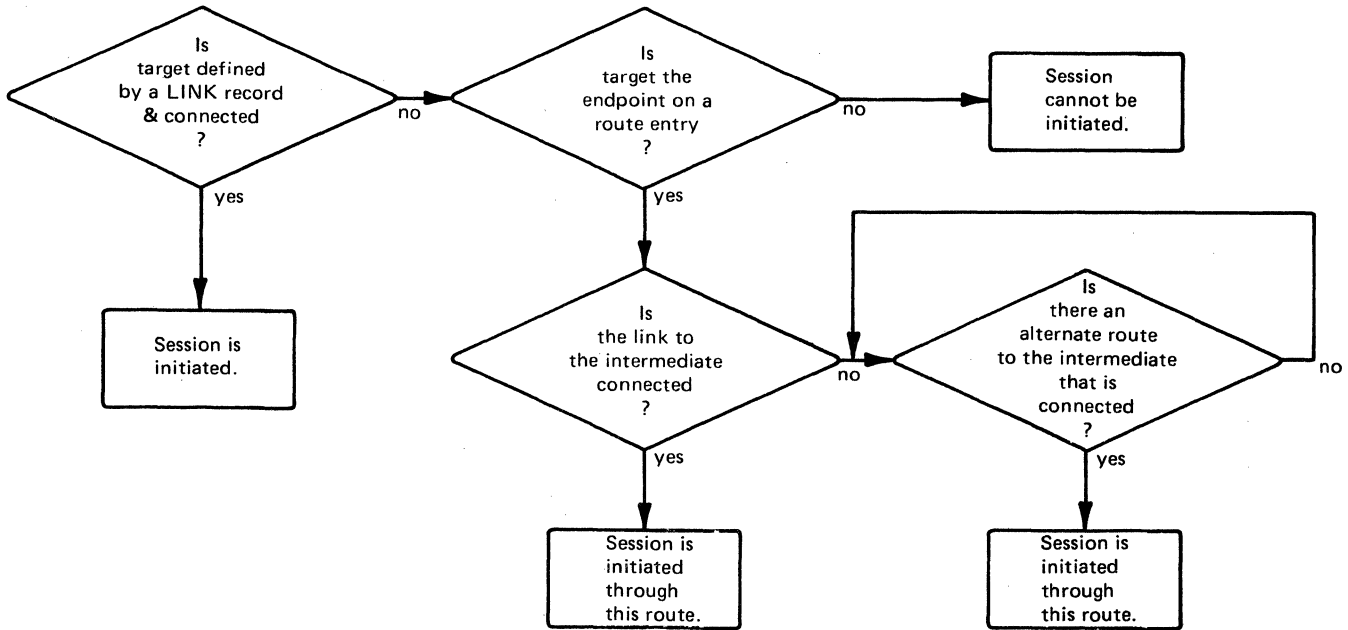 Is
target defined
by a LINK record
& connected
?
no
yes
Session is
initiated.
Is
target the
endpoint on a
route entry
?
no
yes
Session
cannot be
initiated.
Is
the link to
the intermediate
connected
?
no
yes
Session is
initiated
through
this route.
Is
there an
alternate route
to the intermediate
that is
connected
?
no
yes
Session is
initiated
through
this route.